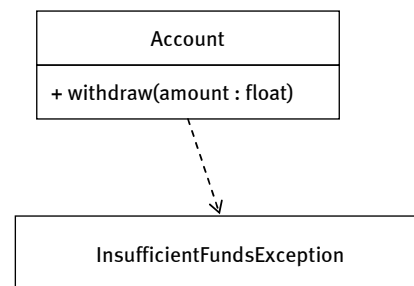 Account
+ withdraw(amount : float)
InsufficientFundsException